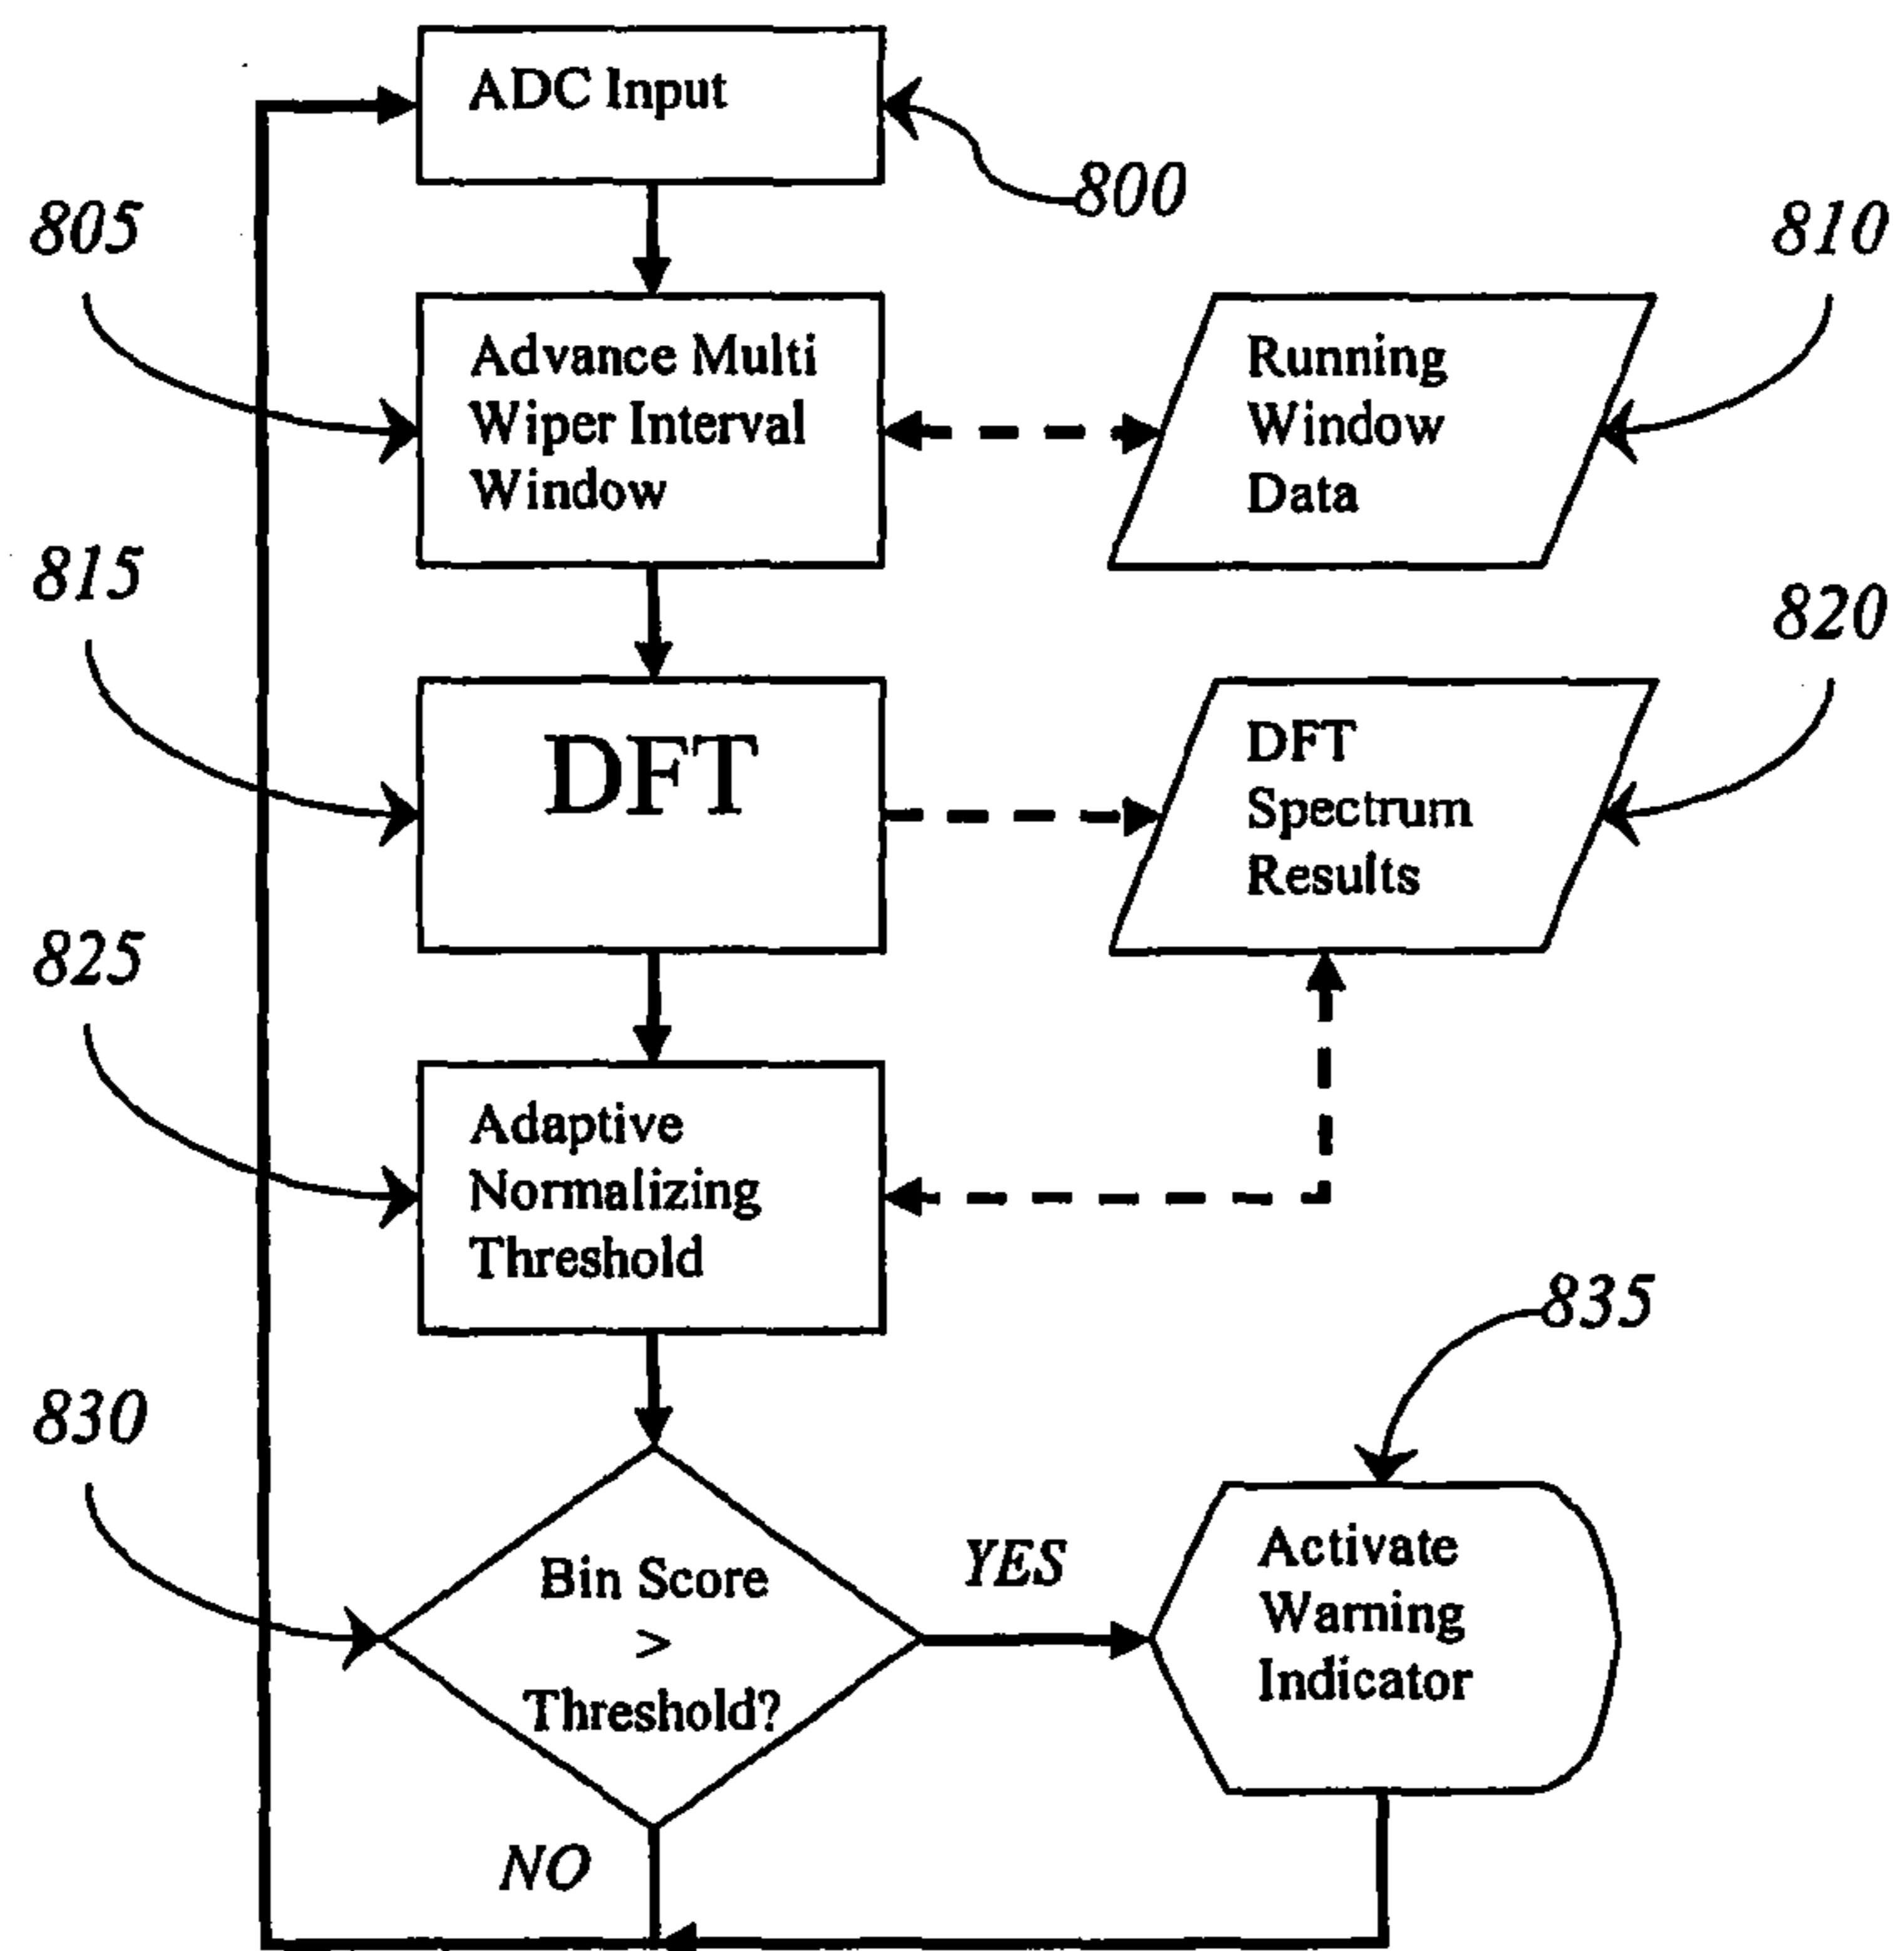 ADC Input
800
805
810
Advance Multi
Wiper Interval
Window
Running
Window
Data
815
820
DFT
DFT
Spectrum
Results
825
Adaptive
Normalizing
Threshold
835
830
Bin Score
>
Threshold?
YES
Activate
Warning
Indicator
NO